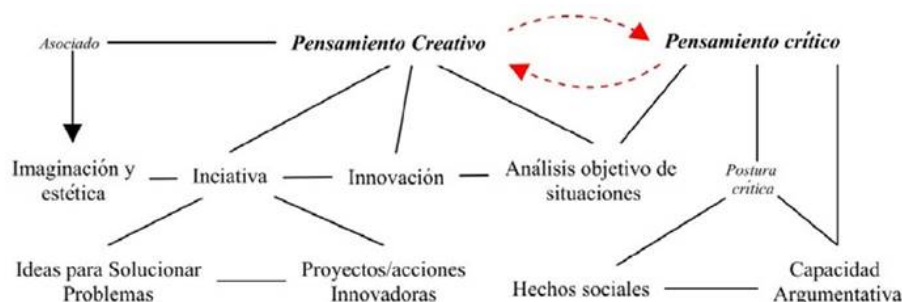 Asociado
Pensamiento Creativo
Pensamiento crítico
Imaginación y
estética
Inciativa
Innovación
Análisis objetivo de
situaciones
Postura
crítica
Ideas para Solucionar
Problemas
Proyectos/acciones
Innovadoras
Hechos sociales
Capacidad
Argumentativa